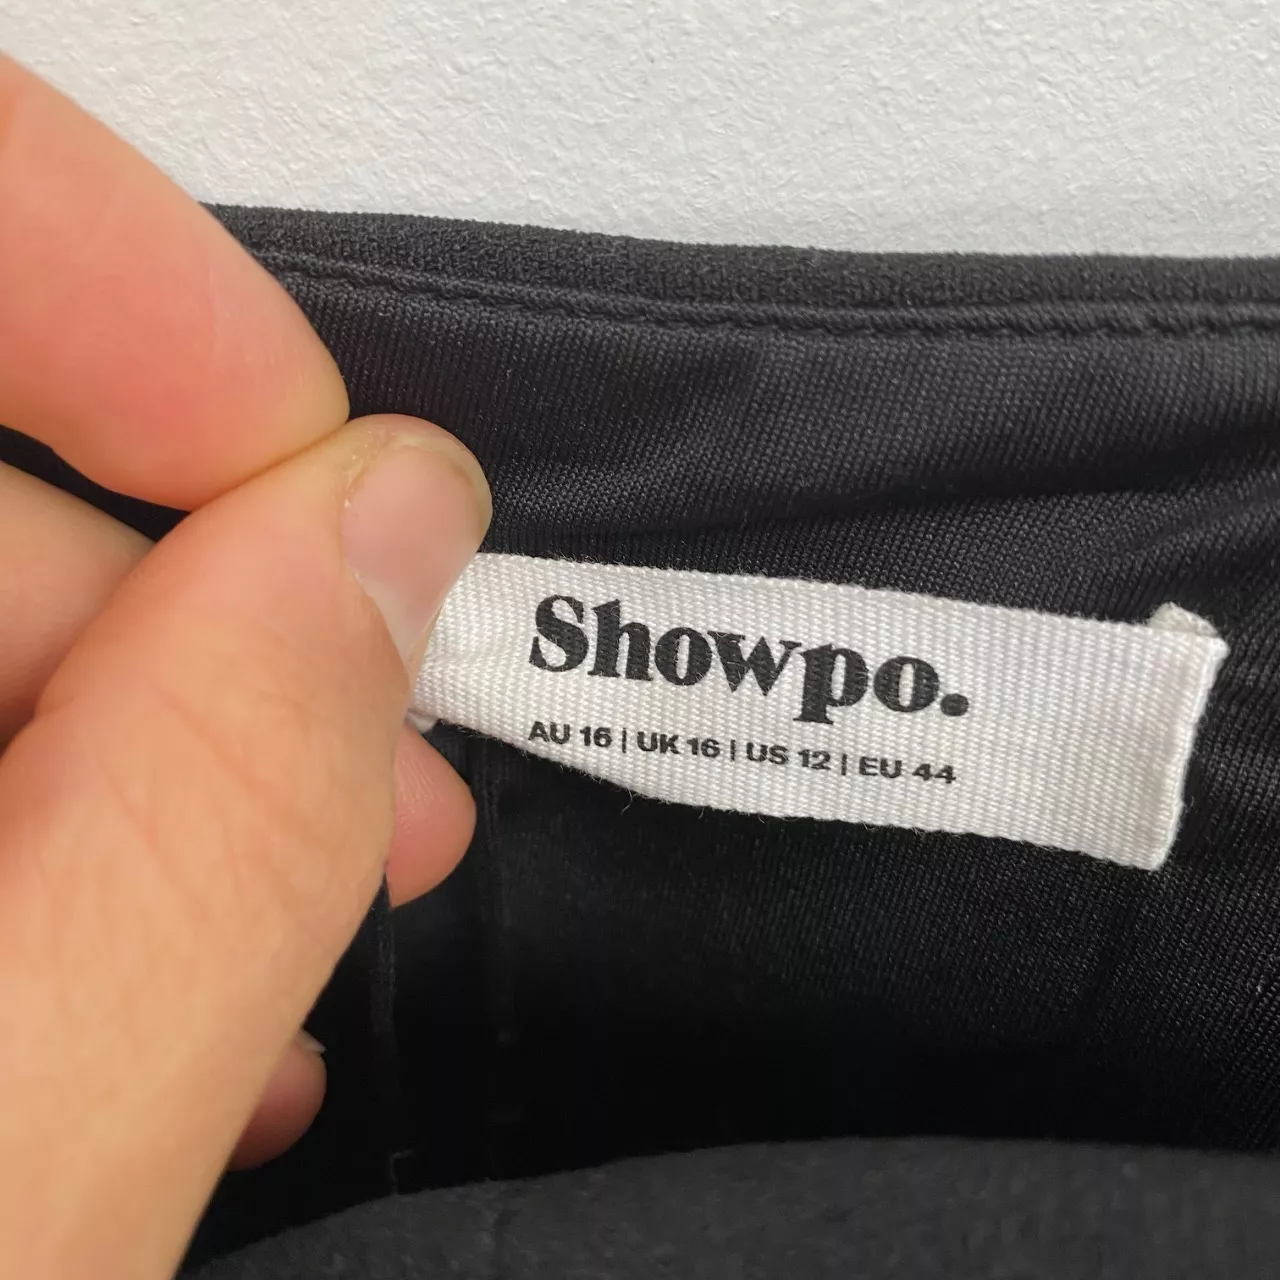 Showpo.
AU 16 | UK 16 | US 12 | EU 44